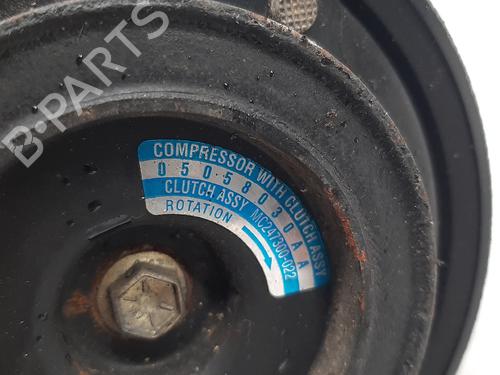 B-PARTS
COMPRESSOR WITH CLUTCH ASSY
05058030AA
CLUTCH ASSY MC247300-022
ROTATION